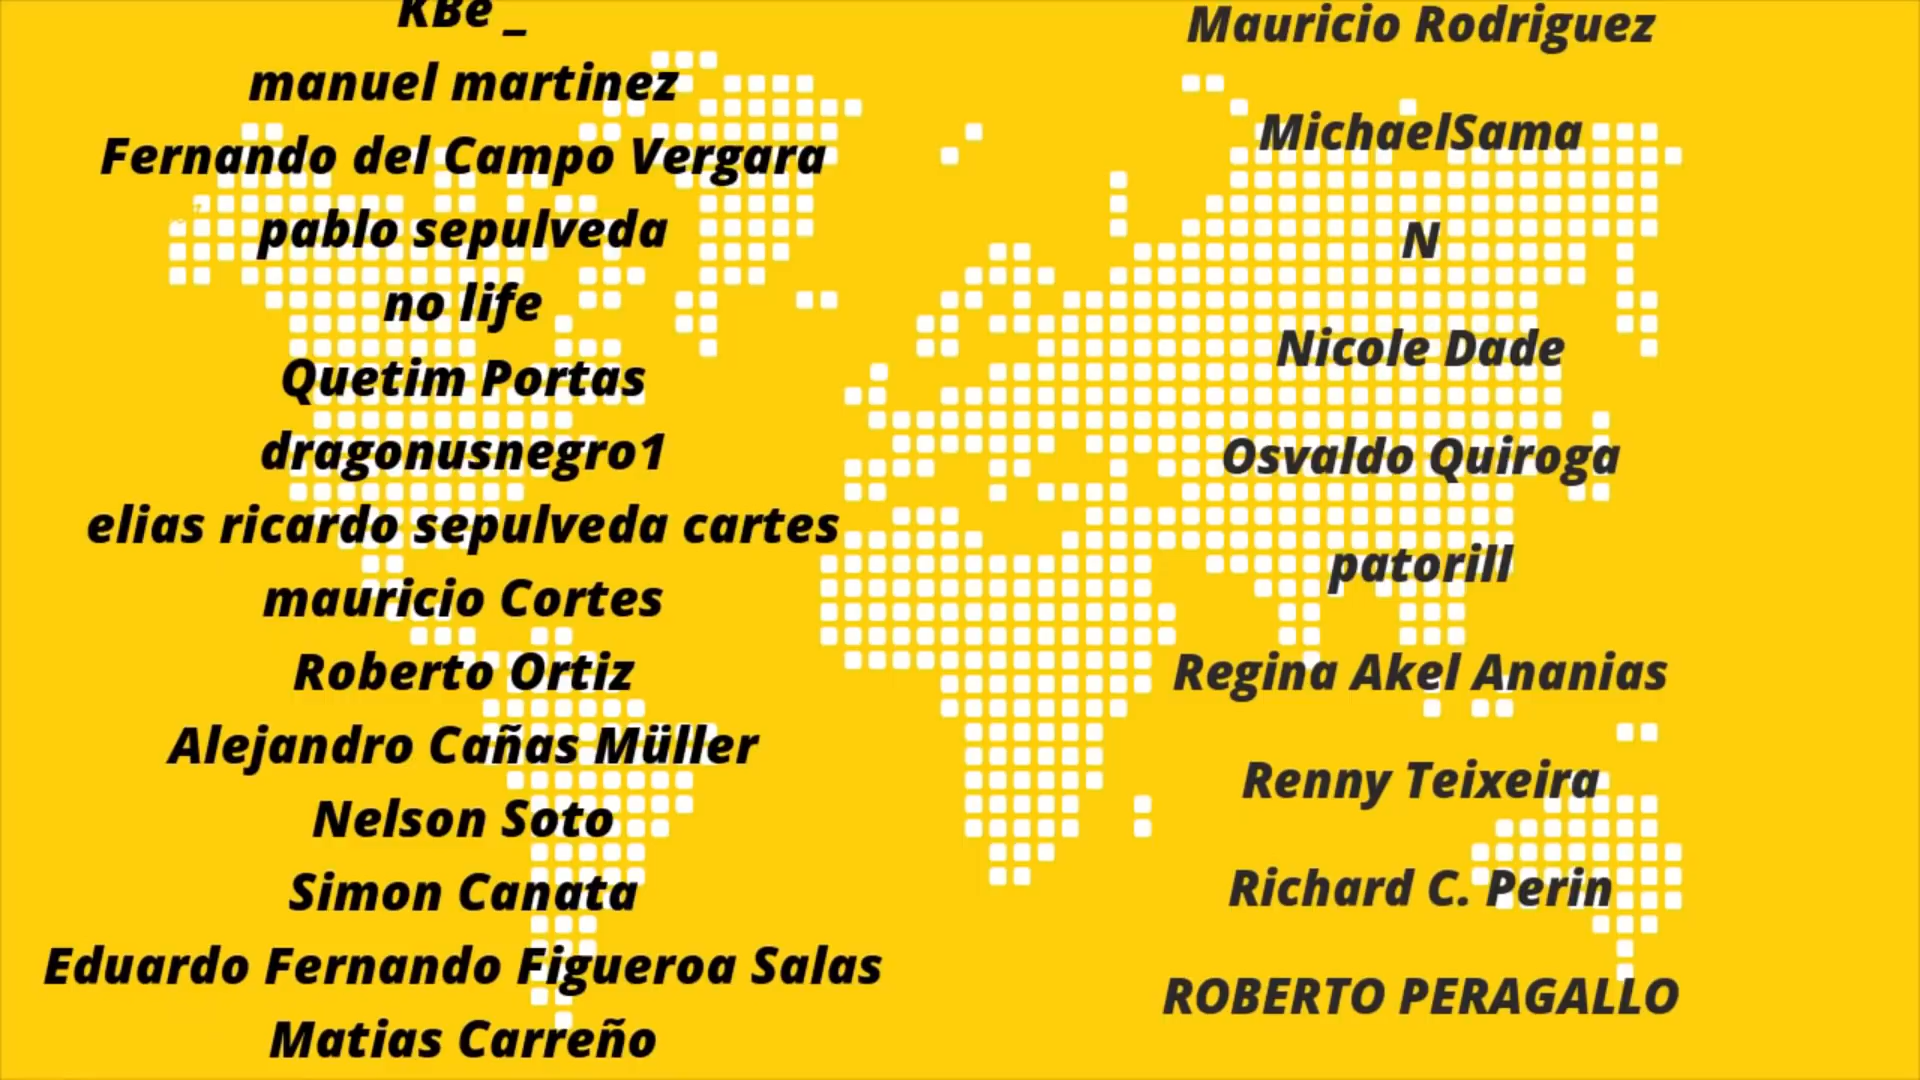 KBe _
manuel martinez
Fernando del Campo Vergara
pablo sepulveda
no life
Quetim Portas
dragonusnegro1
elias ricardo sepulveda cartes
mauricio Cortes
Roberto Ortiz
Alejandro Cañas Müller
Nelson Soto
Simon Canata
Eduardo Fernando Figueroa Salas
Matias Carreño
Mauricio Rodriguez
MichaelSama
N
Nicole Dade
Osvaldo Quiroga
patorill
Regina Akel Ananias
Renny Teixeira
Richard C. Perin
ROBERTO PERAGALLO